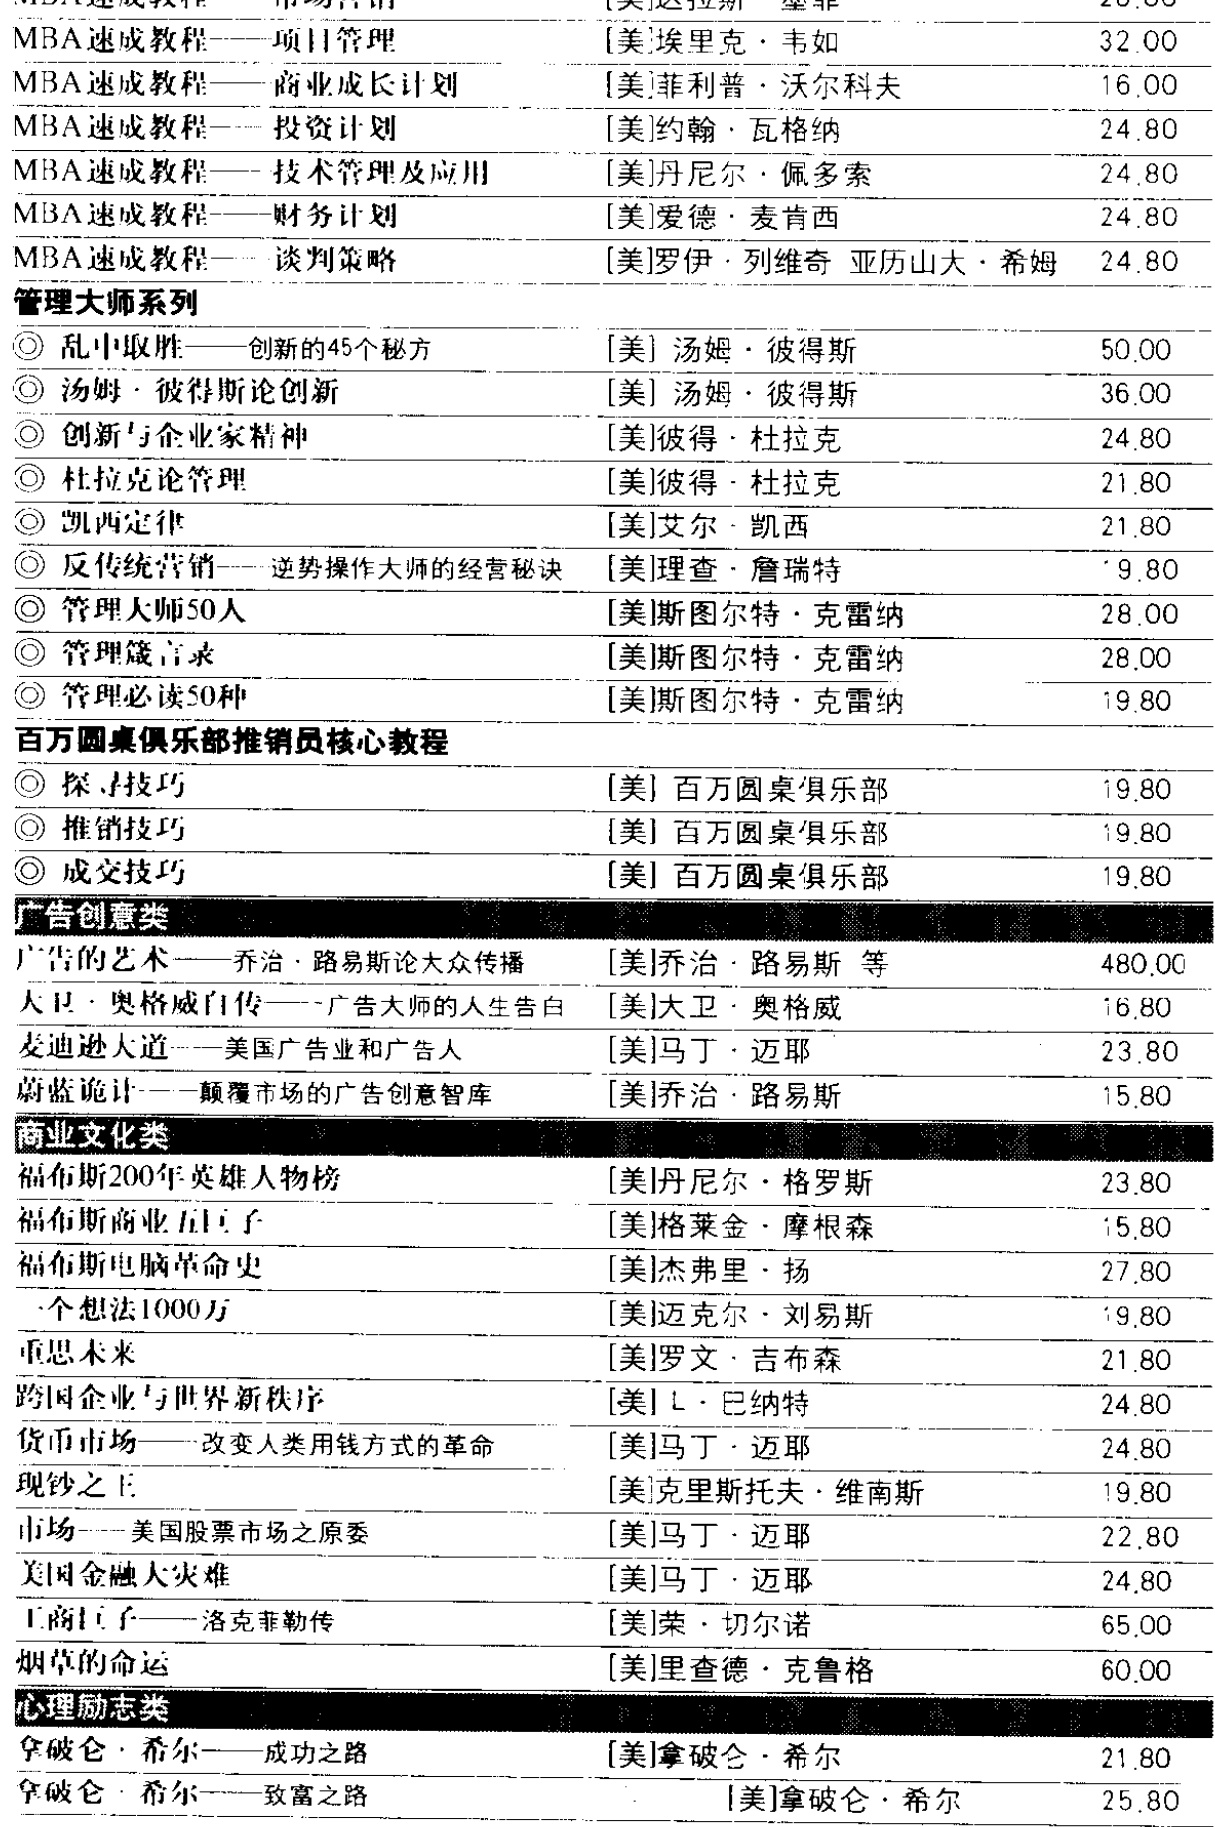 MBA速成教程——市场营销 [美]达拉斯·墨菲
MBA速成教程——项目管理 [美]埃里克·韦如 32.00
MBA速成教程——商业成长计划 [美]菲利普·沃尔科夫 16.00
MBA速成教程——投资计划 [美]约翰·瓦格纳 24.80
MBA速成教程——技术管理及应用 [美]丹尼尔·佩多索 24.80
MBA速成教程——财务计划 [美]爱德·麦肯西 24.80
MBA速成教程——谈判策略 [美]罗伊·列维奇 亚历山大·希姆 24.80
管理大师系列
◎ 乱中取胜——创新的45个秘方 [美] 汤姆·彼得斯 50.00
◎ 汤姆·彼得斯论创新 [美] 汤姆·彼得斯 36.00
◎ 创新与企业家精神 [美]彼得·杜拉克 24.80
◎ 杜拉克论管理 [美]彼得·杜拉克 21.80
◎ 凯西定律 [美]艾尔·凯西 21.80
◎ 反传统营销——逆势操作大师的经营秘诀 [美]理查·詹瑞特 19.80
◎ 管理大师50人 [美]斯图尔特·克雷纳 28.00
◎ 管理箴言录 [美]斯图尔特·克雷纳 28.00
◎ 管理必读50种 [美]斯图尔特·克雷纳 19.80
百万圆桌俱乐部推销员核心教程
◎ 探寻技巧 [美] 百万圆桌俱乐部 19.80
◎ 推销技巧 [美] 百万圆桌俱乐部 19.80
◎ 成交技巧 [美] 百万圆桌俱乐部 19.80
广告创意类
广告的艺术——乔治·路易斯论大众传播 [美]乔治·路易斯 等 480.00
大卫·奥格威自传——广告大师的人生告白 [美]大卫·奥格威 16.80
麦迪逊大道——美国广告业和广告人 [美]马丁·迈耶 23.80
蔚蓝诡计——颠覆市场的广告创意智库 [美]乔治·路易斯 15.80
商业文化类
福布斯200年英雄人物榜 [美]丹尼尔·格罗斯 23.80
福布斯商业五巨子 [美]格莱金·摩根森 15.80
福布斯电脑革命史 [美]杰弗里·扬 27.80
一个想法1000万 [美]迈克尔·刘易斯 19.80
重思未来 [美]罗文·吉布森 21.80
跨国企业与世界新秩序 [美] L·巴纳特 24.80
货币市场——改变人类用钱方式的革命 [美]马丁·迈耶 24.80
现钞之王 [美]克里斯托夫·维南斯 19.80
市场——美国股票市场之原委 [美]马丁·迈耶 22.80
美国金融大灾难 [美]马丁·迈耶 24.80
工商巨子——洛克菲勒传 [美]荣·切尔诺 65.00
烟草的命运 [美]里查德·克鲁格 60.00
心理励志类
拿破仑·希尔——成功之路 [美]拿破仑·希尔 21.80
拿破仑·希尔——致富之路 [美]拿破仑·希尔 25.80